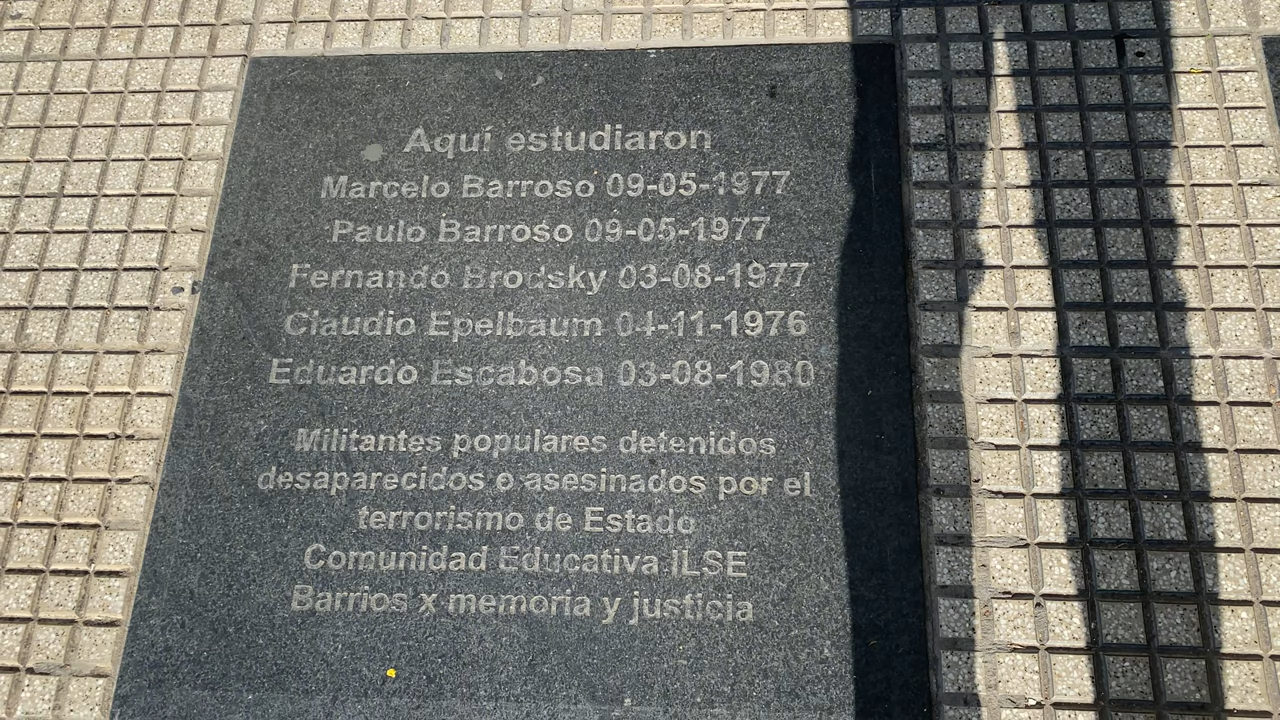 Aquí estudiaron
Marcelo Barroso 09-05-1977
Paulo Barroso 09-05-1977
Fernando Brodsky 03-08-1977
Claudio Epelbaum 04-11-1976
Eduardo Escabosa 03-08-1980
Militantes populares detenidos
desaparecidos o asesinados por el
terrorismo de Estado
Comunidad Educativa ILSE
Barrios x memoria y justicia